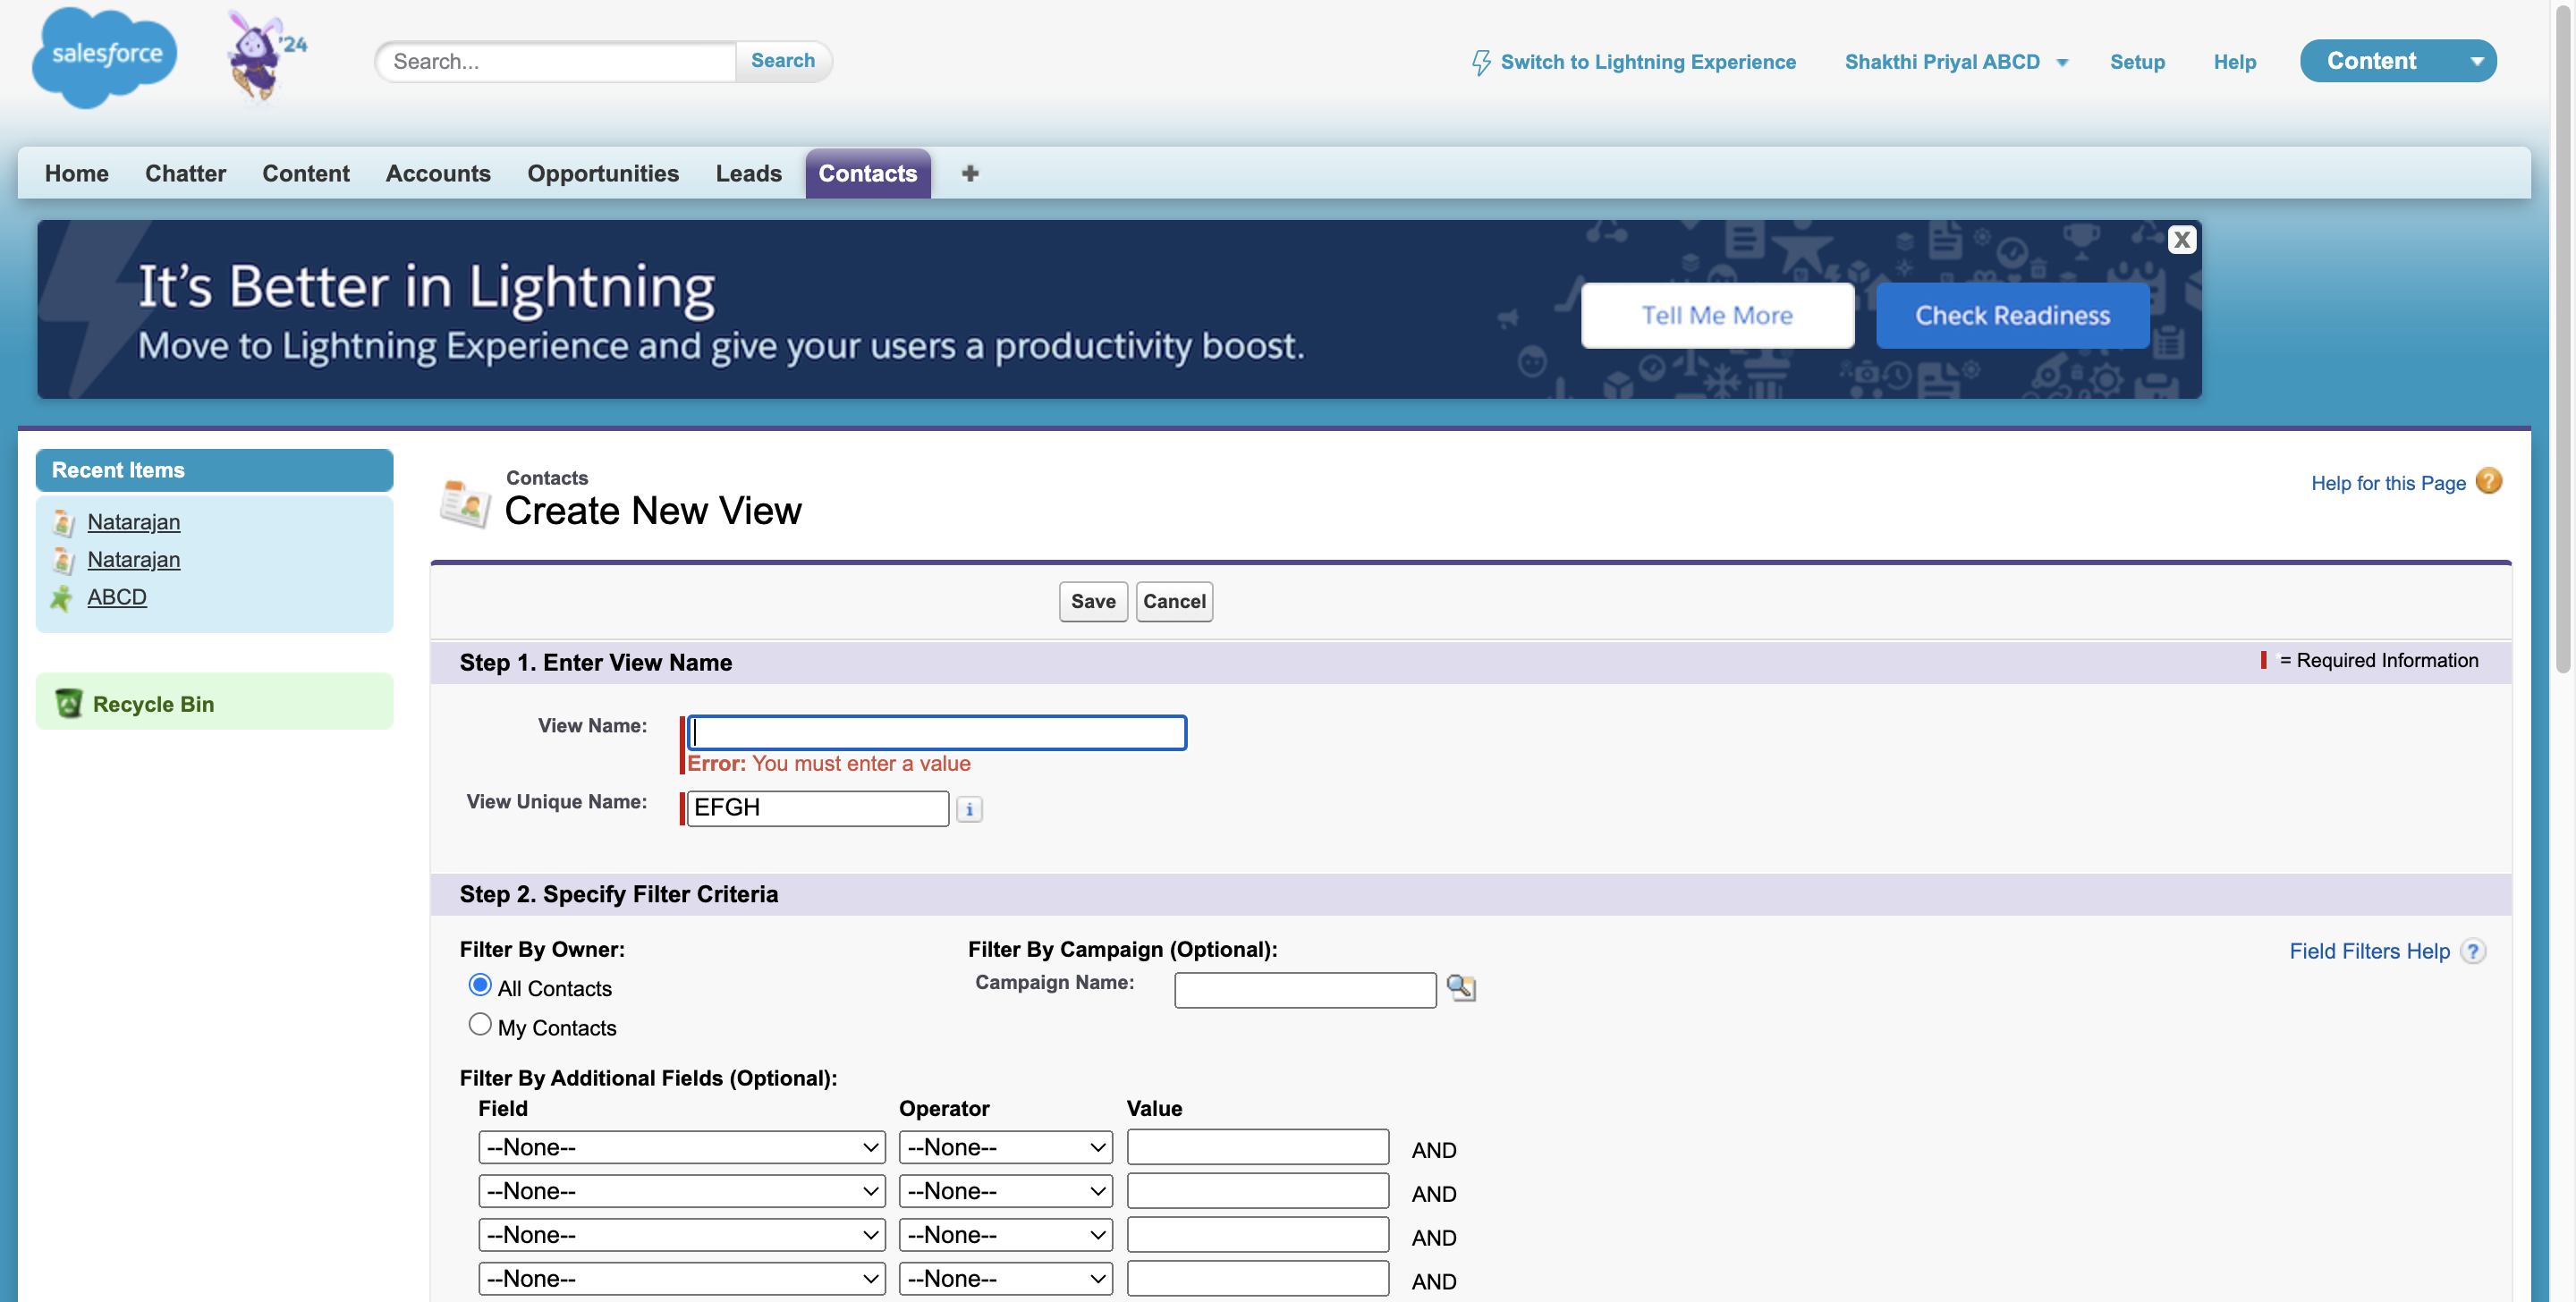 salesforce
'24
Search...
Search
Switch to Lightning Experience
Shakthi Priyal ABCD
Setup
Help
Content
Home
Chatter
Content
Accounts
Opportunities
Leads
Contacts
+
It's Better in Lightning
Move to Lightning Experience and give your users a productivity boost.
Tell Me More
Check Readiness
X
Recent Items
Natarajan
Natarajan
ABCD
Recycle Bin
Contacts
Create New View
Help for this Page ?
Save
Cancel
Step 1. Enter View Name
= Required Information
View Name:
Error: You must enter a value
View Unique Name:
EFGH
i
Step 2. Specify Filter Criteria
Filter By Owner:
All Contacts
My Contacts
Filter By Campaign (Optional):
Campaign Name:
Field Filters Help ?
Filter By Additional Fields (Optional):
Field Operator Value
--None-- --None-- AND
--None-- --None-- AND
--None-- --None-- AND
--None-- --None-- AND